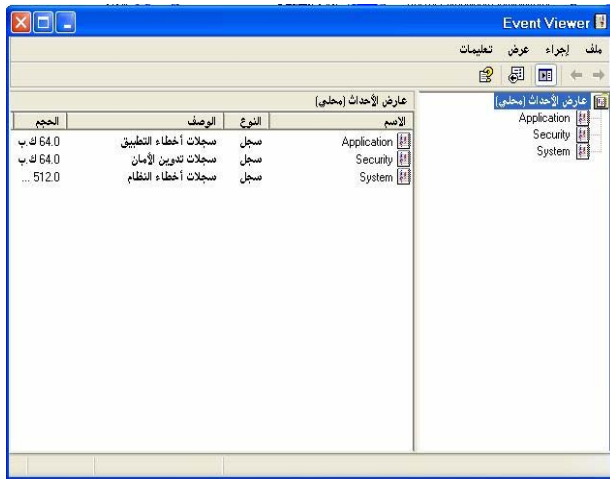 Event Viewer
ملف إجراء عرض تعليمات
عارض الأحداث (محلي)
Application
Security
System
عارض الأحداث (محلي)
الاسم النوع الوصف الحجم
Application سجل سجلات أخطاء التطبيق 64.0 ك.ب
Security سجل سجلات تدوين الأمان 64.0 ك.ب
System سجل سجلات أخطاء النظام 512.0 ...